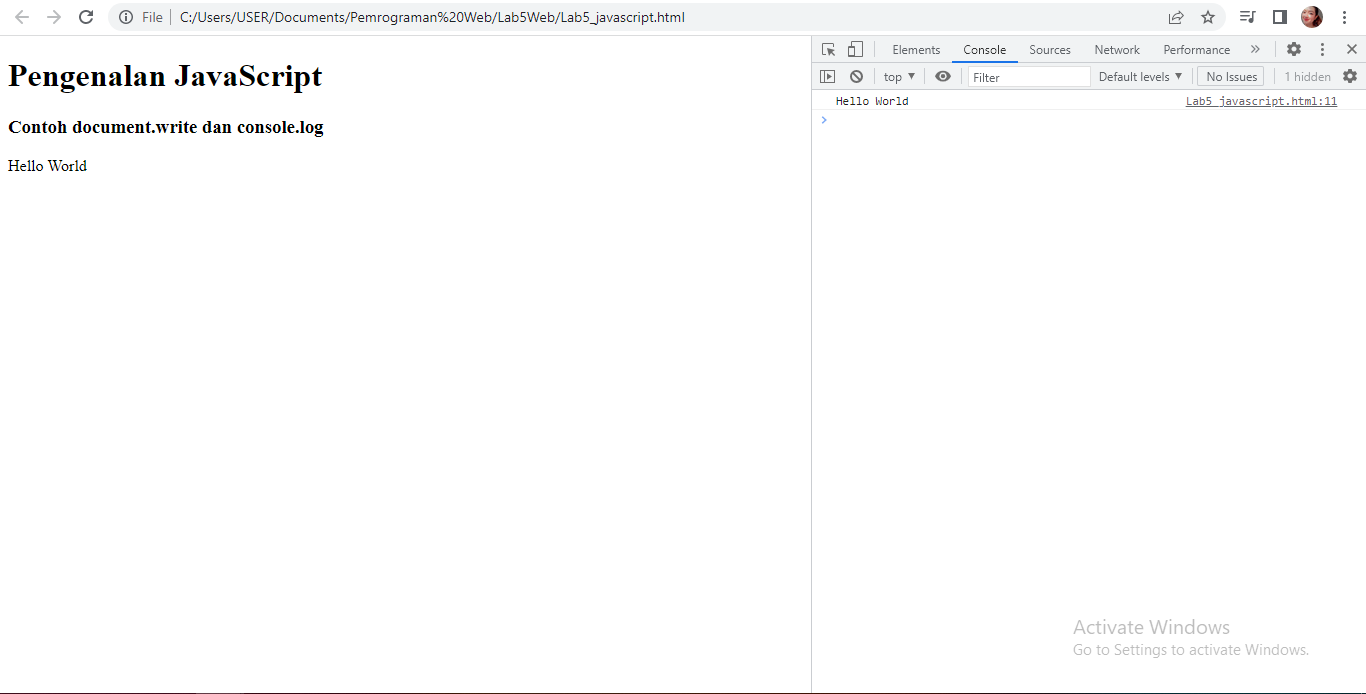 File C:/Users/USER/Documents/Pemrograman%20Web/Lab5Web/Lab5_javascript.html
Pengenalan JavaScript
Contoh document.write dan console.log
Hello World
Elements Console Sources Network Performance »
top ▼ Filter Default levels ▼ No Issues 1 hidden
Hello World Lab5_javascript.html:11
Activate Windows
Go to Settings to activate Windows.